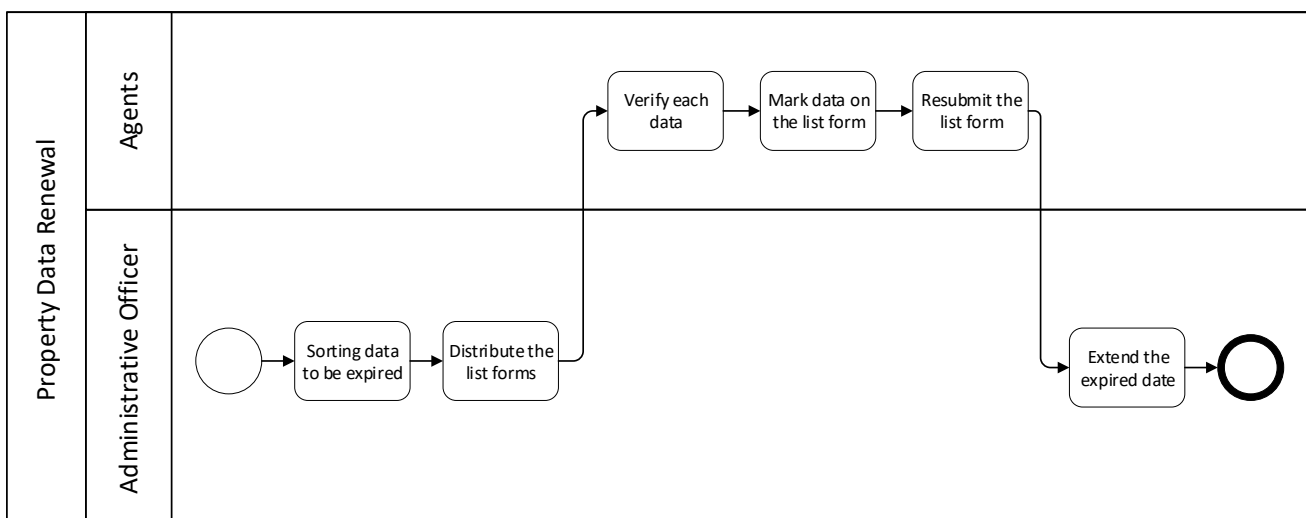 Property Data Renewal
Agents
Verify each
data
Mark data on
the list form
Resubmit the
list form
Administrative Officer
Sorting data
to be expired
Distribute the
list forms
Extend the
expired date